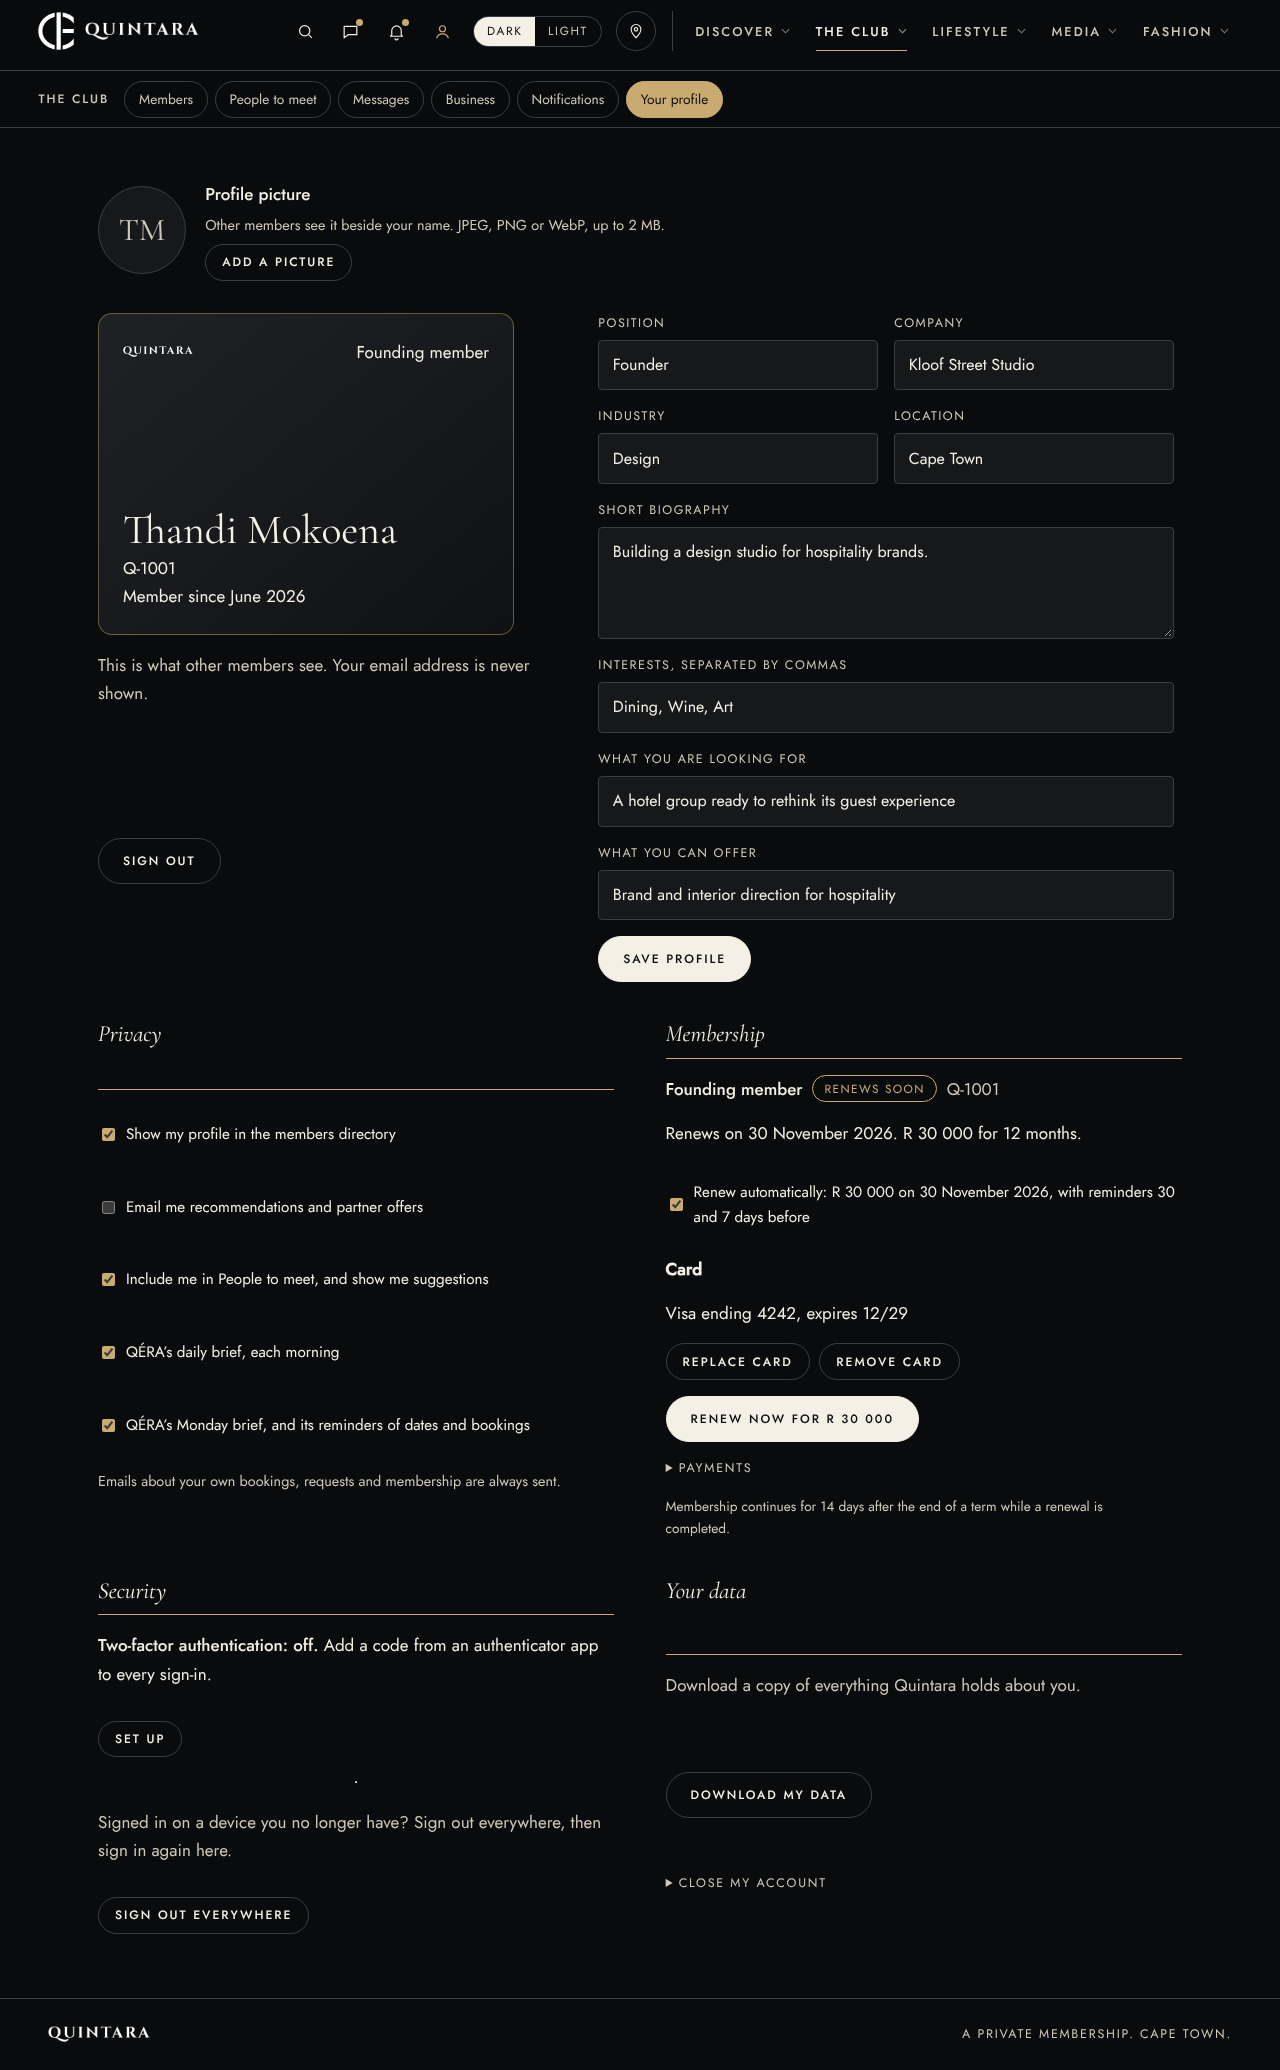 QUINTARA
DARK LIGHT
DISCOVER THE CLUB LIFESTYLE MEDIA FASHION
THE CLUB Members People to meet Messages Business Notifications Your profile
TM
Profile picture
Other members see it beside your name. JPEG, PNG or WebP, up to 2 MB.
ADD A PICTURE
QUINTARA Founding member
Thandi Mokoena
Q-1001
Member since June 2026
This is what other members see. Your email address is never
shown.
SIGN OUT
POSITION COMPANY
Founder Kloof Street Studio
INDUSTRY LOCATION
Design Cape Town
SHORT BIOGRAPHY
Building a design studio for hospitality brands.
INTERESTS, SEPARATED BY COMMAS
Dining, Wine, Art
WHAT YOU ARE LOOKING FOR
A hotel group ready to rethink its guest experience
WHAT YOU CAN OFFER
Brand and interior direction for hospitality
SAVE PROFILE
Privacy
Show my profile in the members directory
Email me recommendations and partner offers
Include me in People to meet, and show me suggestions
QÉRA’s daily brief, each morning
QÉRA’s Monday brief, and its reminders of dates and bookings
Emails about your own bookings, requests and membership are always sent.
Membership
Founding member RENEWS SOON Q-1001
Renews on 30 November 2026. R 30 000 for 12 months.
Renew automatically: R 30 000 on 30 November 2026, with reminders 30
and 7 days before
Card
Visa ending 4242, expires 12/29
REPLACE CARD REMOVE CARD
RENEW NOW FOR R 30 000
PAYMENTS
Membership continues for 14 days after the end of a term while a renewal is
completed.
Security
Two-factor authentication: off. Add a code from an authenticator app
to every sign-in.
SET UP
.
Signed in on a device you no longer have? Sign out everywhere, then
sign in again here.
SIGN OUT EVERYWHERE
Your data
Download a copy of everything Quintara holds about you.
DOWNLOAD MY DATA
CLOSE MY ACCOUNT
QUINTARA
A PRIVATE MEMBERSHIP. CAPE TOWN.